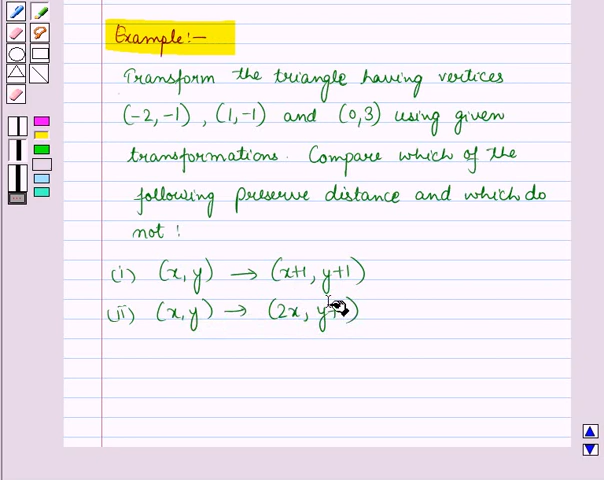 Example:-
Transform the triangle having vertices
(-2,-1), (1,-1) and (0,3) using given
transformations. Compare which of the
following preserve distance and which do
not:
(i) (x,y) → (x+1, y+1)
(ii) (x,y) → (2x, y+